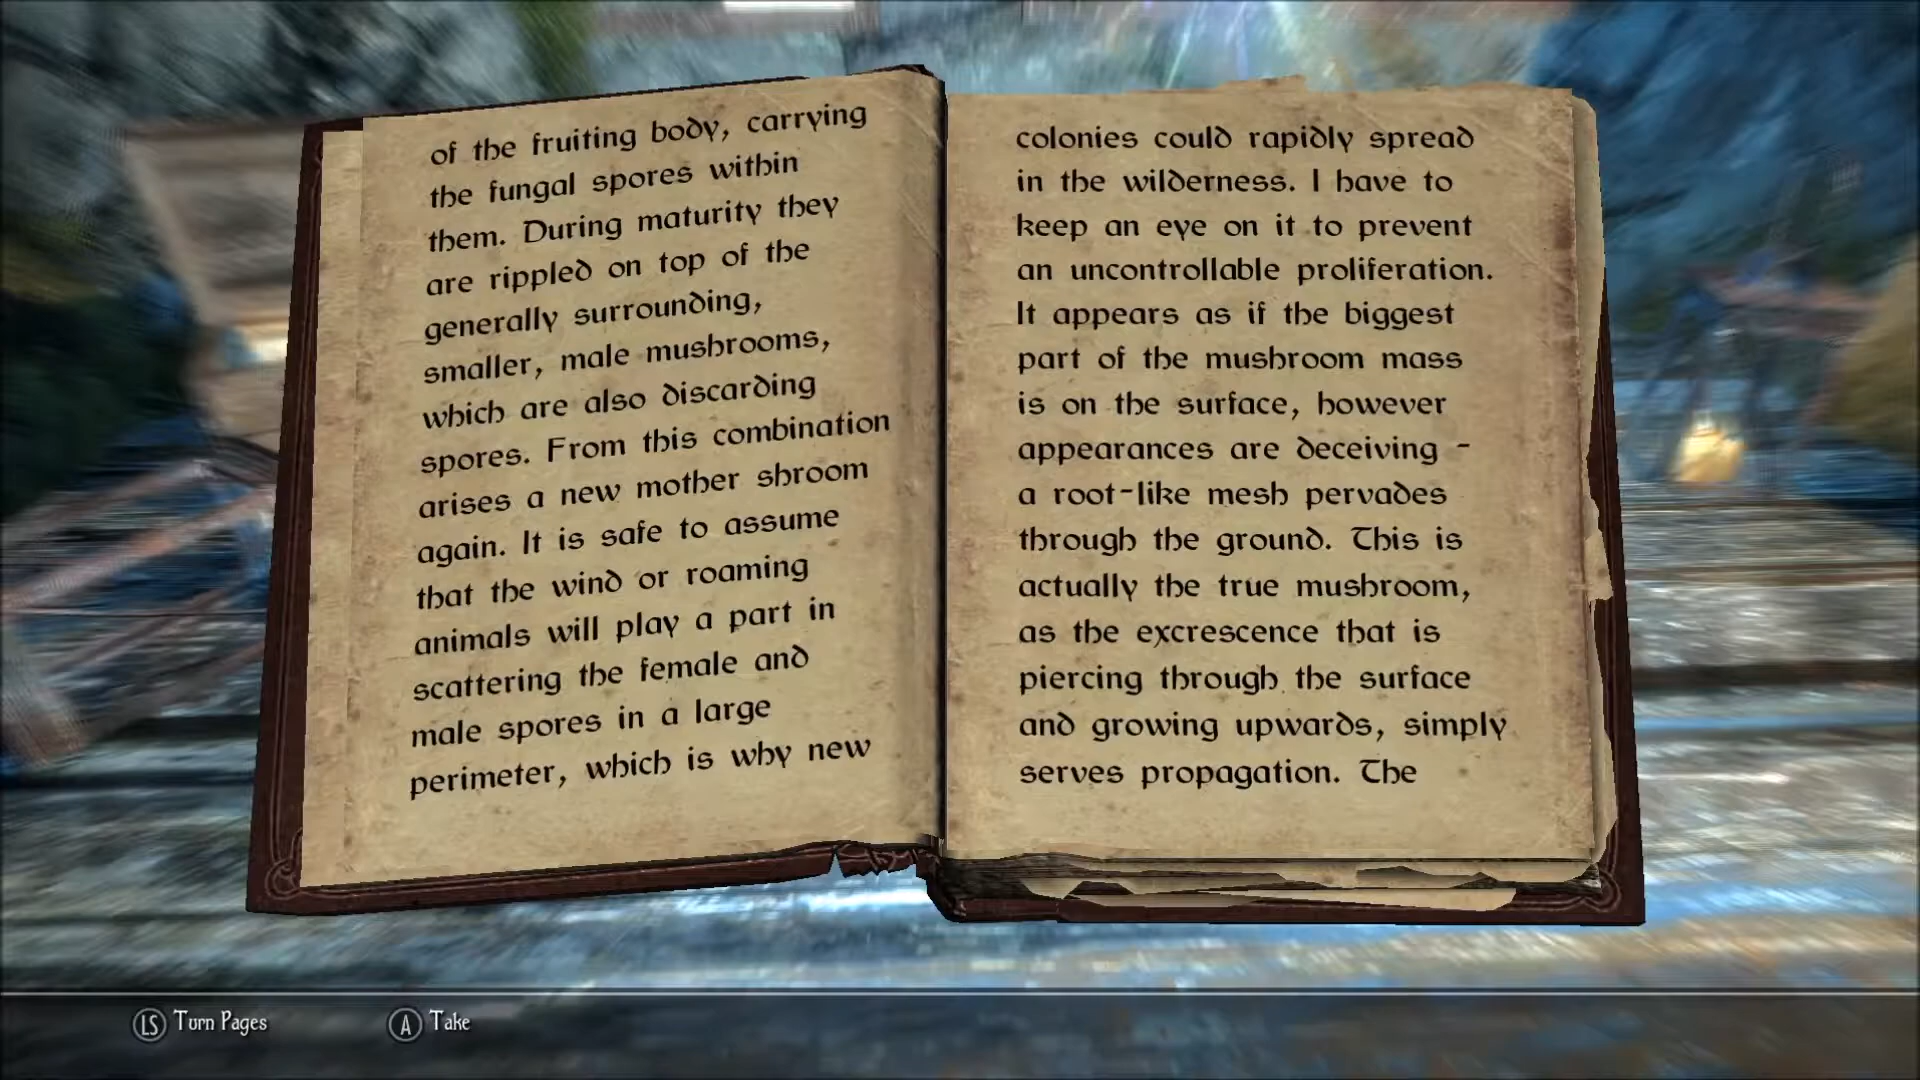 of the fruiting body, carrying
the fungal spores within
them. During maturity they
are rippled on top of the
generally surrounding,
smaller, male mushrooms,
which are also discarding
spores. From this combination
arises a new mother shroom
again. It is safe to assume
that the wind or roaming
animals will play a part in
scattering the female and
male spores in a large
perimeter, which is why new
colonies could rapidly spread
in the wilderness. I have to
keep an eye on it to prevent
an uncontrollable proliferation.
It appears as if the biggest
part of the mushroom mass
is on the surface, however
appearances are deceiving -
a root-like mesh pervades
through the ground. This is
actually the true mushroom,
as the excrescence that is
piercing through the surface
and growing upwards, simply
serves propagation. The
LS Turn Pages
A Take